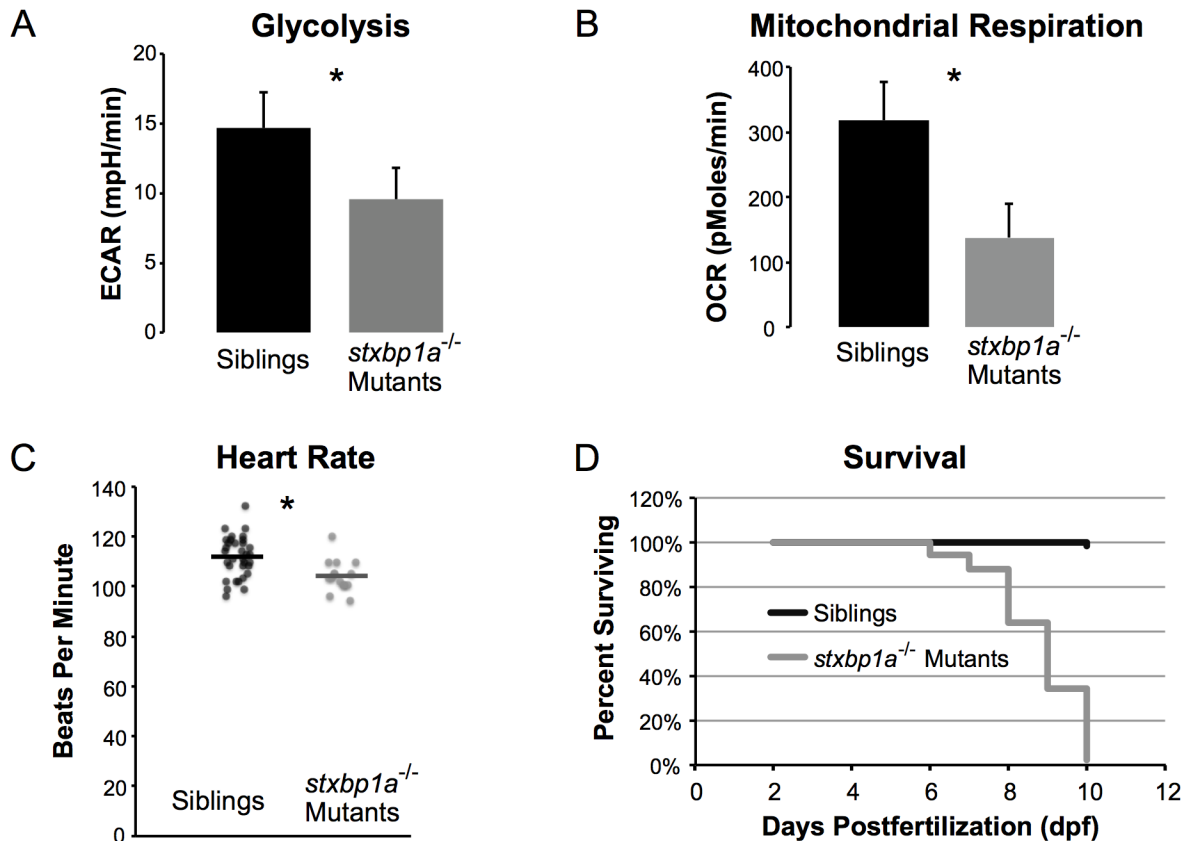 A
Glycolysis
20
15
10
5
0
ECAR (mpH/min)
*
Siblings
stxbp1a-/-
Mutants
B
Mitochondrial Respiration
400
300
200
100
0
OCR (pMoles/min)
*
Siblings
stxbp1a-/-
Mutants
C
Heart Rate
140
120
100
80
60
40
20
0
Beats Per Minute
*
Siblings
stxbp1a-/-
Mutants
D
Survival
120%
100%
80%
60%
40%
20%
0%
Percent Surviving
Siblings
stxbp1a-/- Mutants
0 2 4 6 8 10 12
Days Postfertilization (dpf)